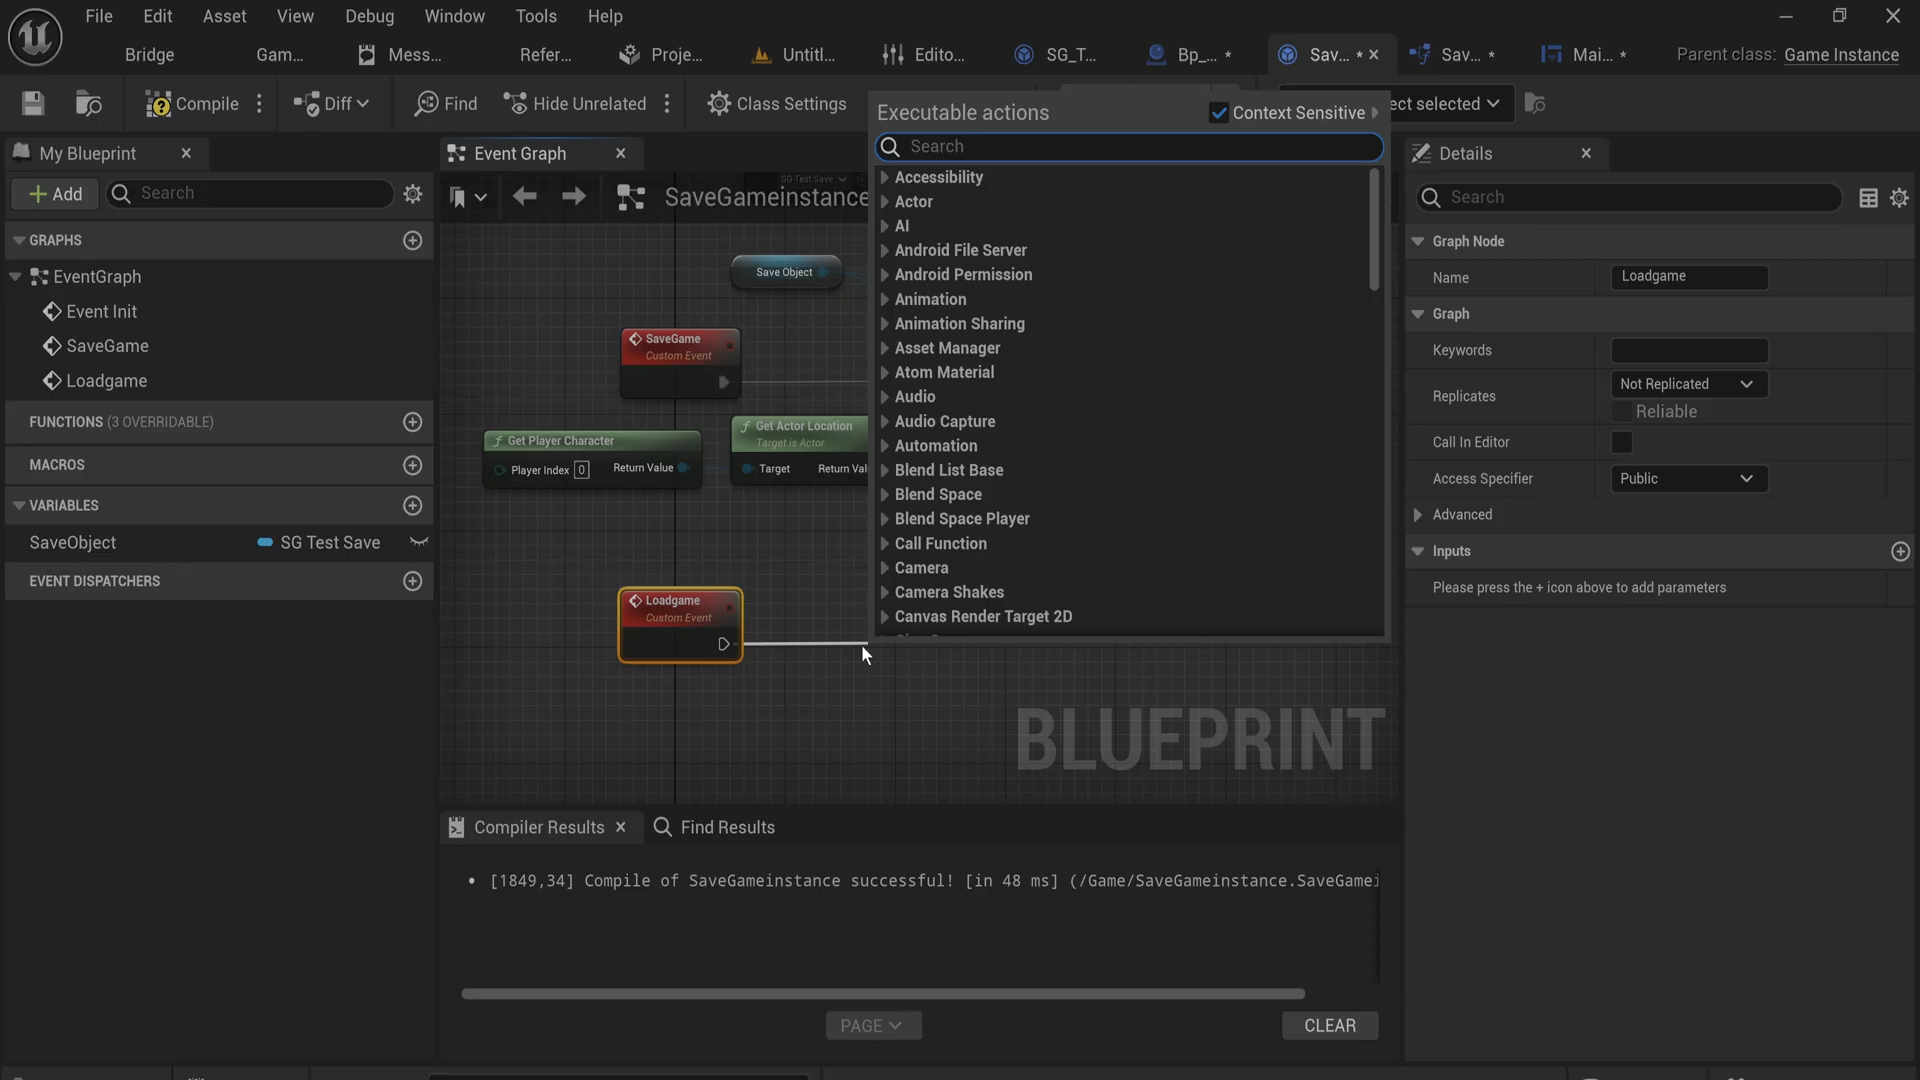 File Edit Asset View Debug Window Tools Help
Bridge Gam... Mess... Refer... Proje... Untitl... Edito... SG_T... Bp_... * Sav... * Sav... * Mai... * Parent class: Game Instance
Compile Diff Find Hide Unrelated Class Settings ect selected
My Blueprint
Add Search
GRAPHS
EventGraph
Event Init
SaveGame
Loadgame
FUNCTIONS (3 OVERRIDABLE)
MACROS
VARIABLES
SaveObject SG Test Save
EVENT DISPATCHERS
Event Graph
SG Test Save
SaveGameinstance
Save Object
SaveGame
Custom Event
Get Player Character
Player Index 0 Return Value
Get Actor Location
Target is Actor
Target Return Val
Loadgame
Custom Event
BLUEPRINT
Executable actions Context Sensitive
Search
Accessibility
Actor
AI
Android File Server
Android Permission
Animation
Animation Sharing
Asset Manager
Atom Material
Audio
Audio Capture
Automation
Blend List Base
Blend Space
Blend Space Player
Call Function
Camera
Camera Shakes
Canvas Render Target 2D
Compiler Results Find Results
• [1849,34] Compile of SaveGameinstance successful! [in 48 ms] (/Game/SaveGameinstance.SaveGamei
PAGE CLEAR
Details
Search
Graph Node
Name Loadgame
Graph
Keywords
Replicates Not Replicated
Reliable
Call In Editor
Access Specifier Public
Advanced
Inputs
Please press the + icon above to add parameters